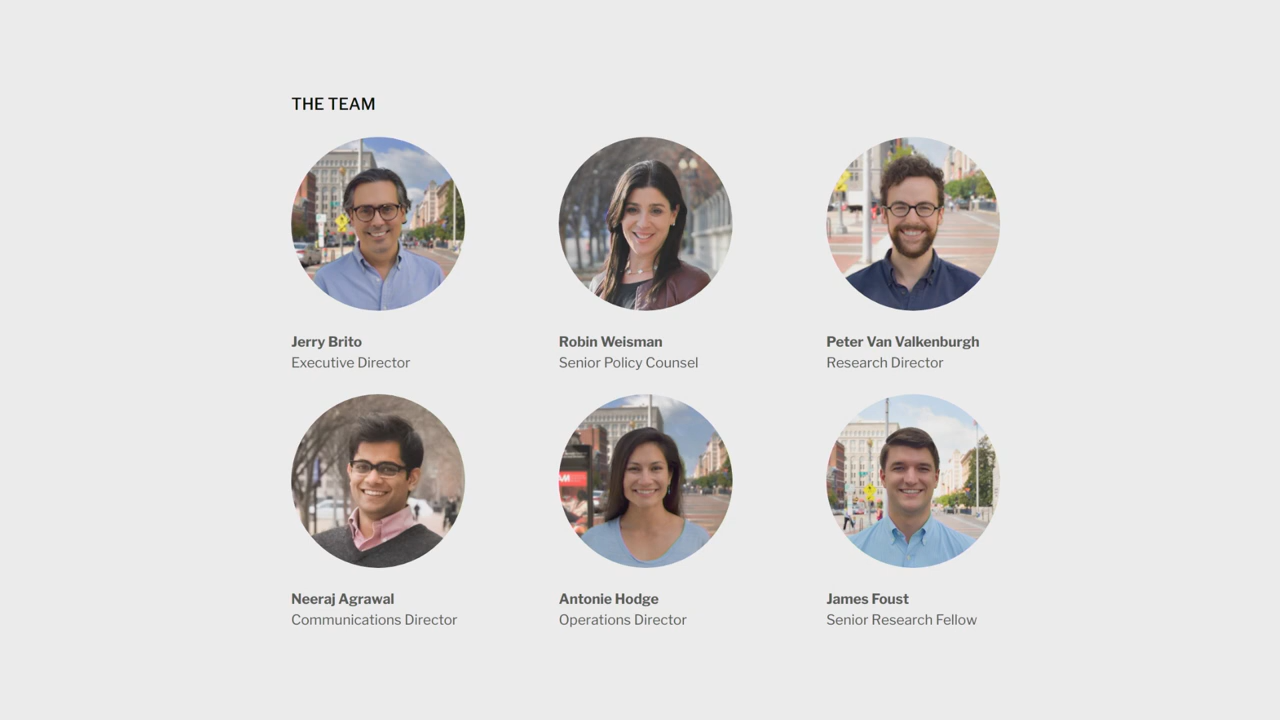 THE TEAM
Jerry Brito
Executive Director
Robin Weisman
Senior Policy Counsel
Peter Van Valkenburgh
Research Director
Neeraj Agrawal
Communications Director
Antonie Hodge
Operations Director
James Foust
Senior Research Fellow